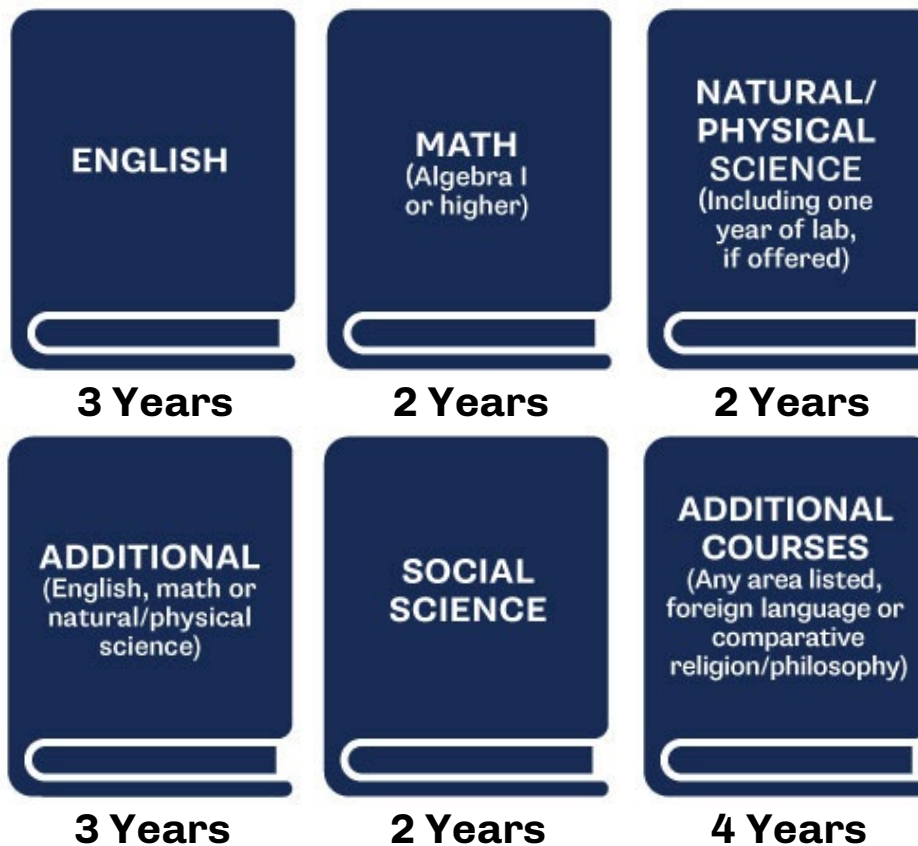 ENGLISH
MATH
(Algebra I
or higher)
NATURAL/
PHYSICAL
SCIENCE
(Including one
year of lab,
if offered)
3 Years
2 Years
2 Years
ADDITIONAL
(English, math or
natural/physical
science)
SOCIAL
SCIENCE
ADDITIONAL
COURSES
(Any area listed,
foreign language or
comparative
religion/philosophy)
3 Years
2 Years
4 Years